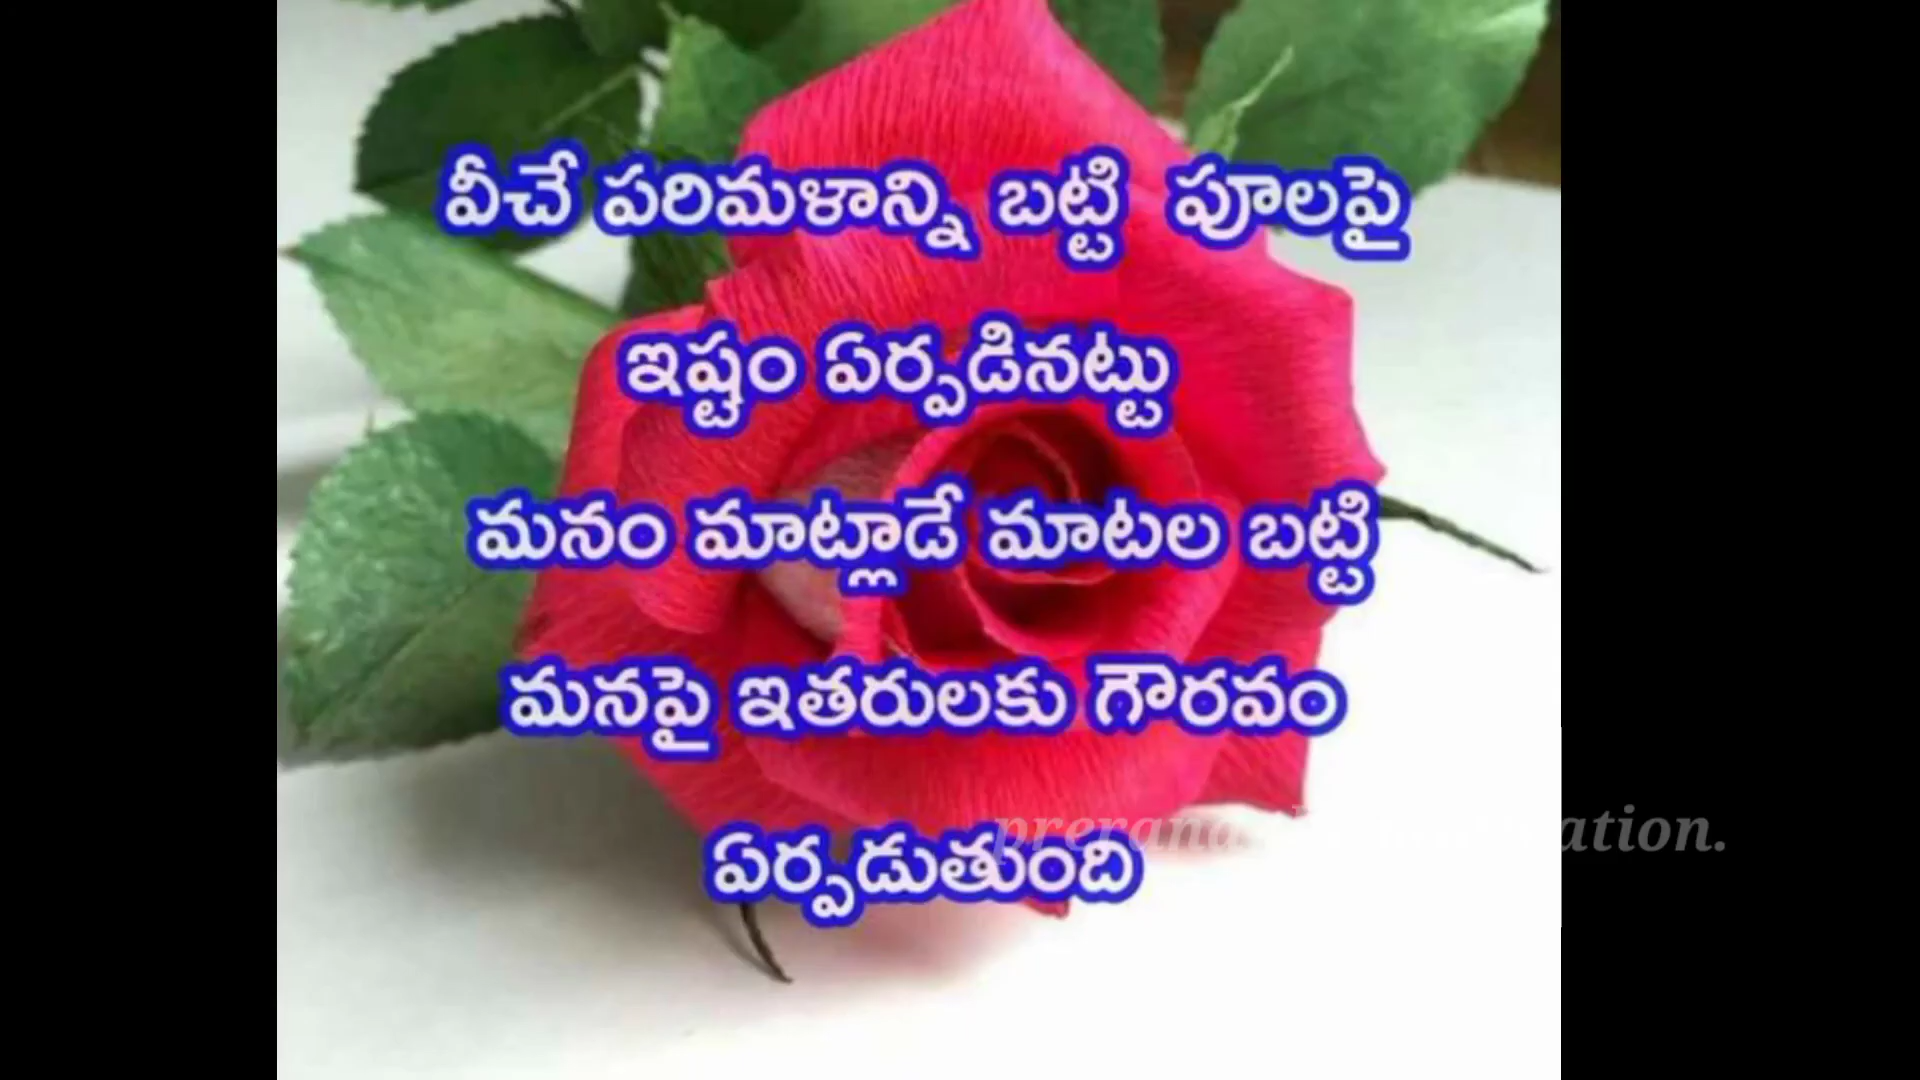 వీచే పరిమళాన్ని బట్టి పూలపై
ఇష్టం ఏర్పడినట్టు
మనం మాట్లాడే మాటల బట్టి
మనపై ఇతరులకు గౌరవం
ఏర్పడుతుంది